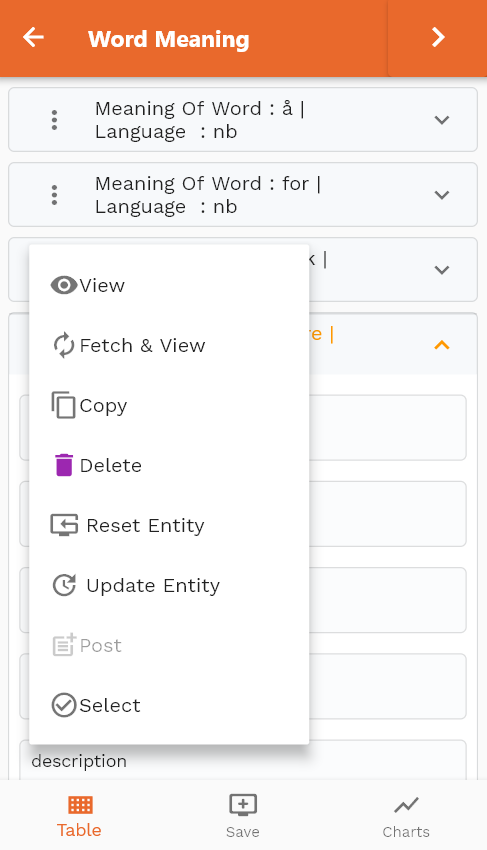 Word Meaning
Meaning Of Word : å |
Language : nb
Meaning Of Word : for |
Language : nb
|
|
View
Fetch & View
Copy
Delete
Reset Entity
Update Entity
Post
Select
description
Table
Save
Charts